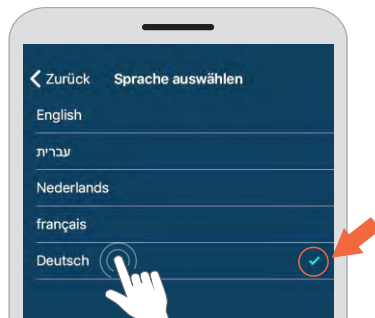 Zurück Sprache auswählen
English
עברית
Nederlands
français
Deutsch